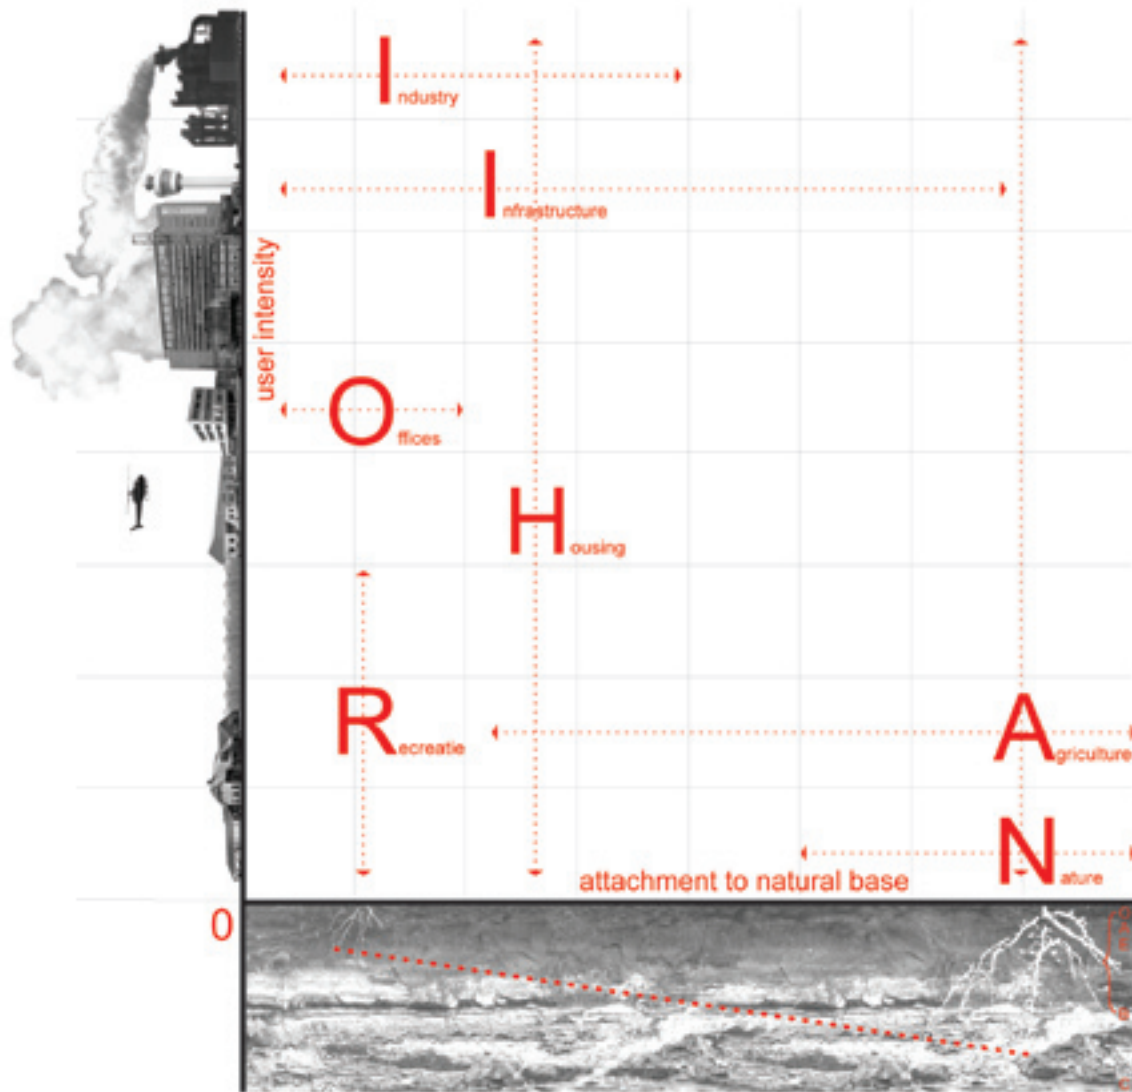 Industry
Infrastructure
user intensity
Offices
Housing
Recreatie
Agriculture
Nature
attachment to natural base
0